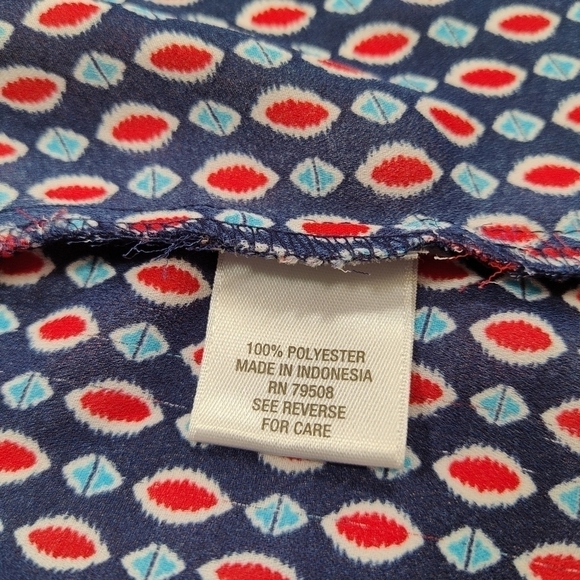 100% POLYESTER
MADE IN INDONESIA
RN 79508
SEE REVERSE
FOR CARE